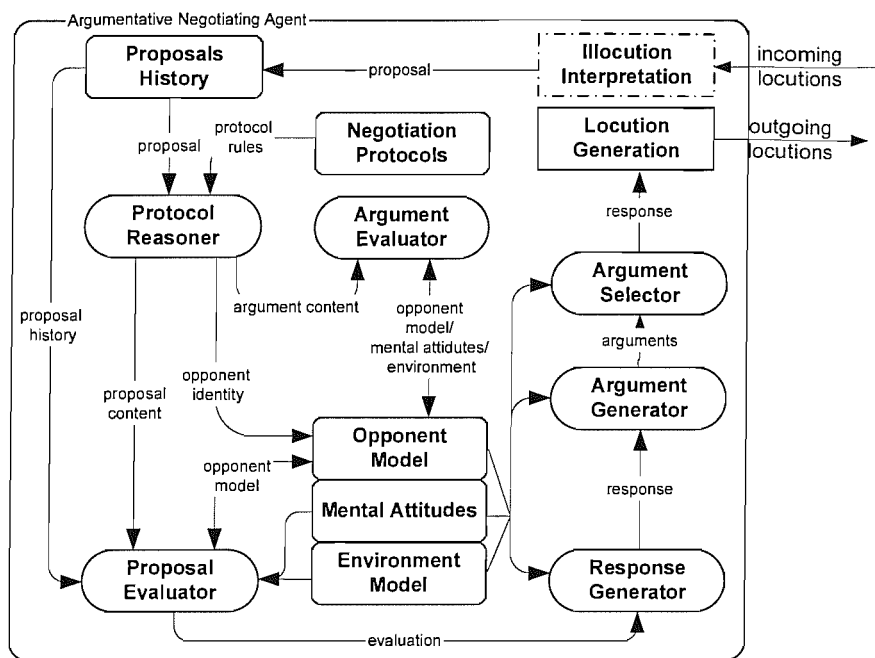 Argumentative Negotiating Agent
Proposals
History
proposal
Illocution
Interpretation
incoming
locutions
Locution
Generation
outgoing
locutions
proposal
protocol
rules
Negotiation
Protocols
Protocol
Reasoner
Argument
Evaluator
response
Argument
Selector
argument content
opponent
model/
mental attidutes/
environment
proposal
history
arguments
proposal
content
opponent
identity
Argument
Generator
Opponent
Model
opponent
model
response
Mental Attitudes
Environment
Model
Proposal
Evaluator
Response
Generator
evaluation